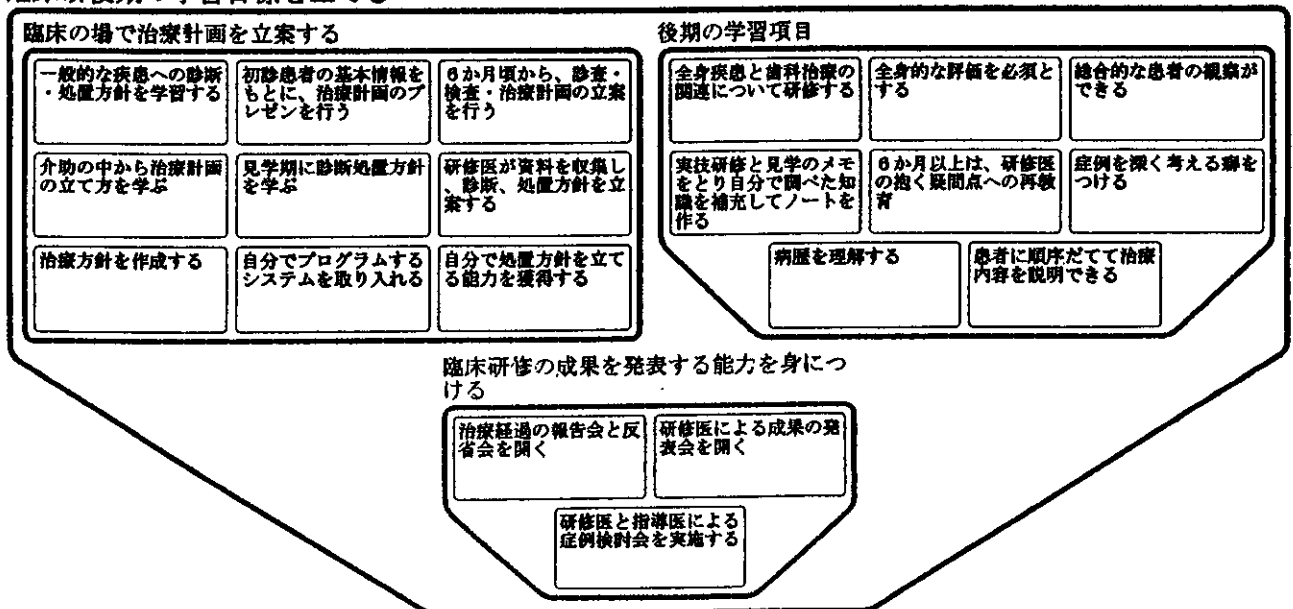 臨床の場で治療計画を立案する
一般的な疾患への診断
・処置方針を学習する
初診患者の基本情報を
もとに、治療計画のプ
レゼンを行う
6か月頃から、診査・
検査・治療計画の立案
を行う
介助の中から治療計画
の立て方を学ぶ
見学期に診断処置方針
を学ぶ
研修医が資料を収集し
、診断、処置方針を立
案する
治療方針を作成する
自分でプログラムする
システムを取り入れる
自分で処置方針を立て
る能力を獲得する
後期の学習項目
全身疾患と歯科治療の
関連について研修する
全身的な評価を必須と
する
総合的な患者の観察が
できる
実技研修と見学のメモ
をとり自分で調べた知
識を補充してノートを
作る
6か月以上は、研修医
の抱く疑問点への再教
育
症例を深く考える癖を
つける
病歴を理解する
患者に順序だてて治療
内容を説明できる
臨床研修の成果を発表する能力を身につ
ける
治療経過の報告会と反
省会を開く
研修医による成果の発
表会を開く
研修医と指導医による
症例検討会を実施する